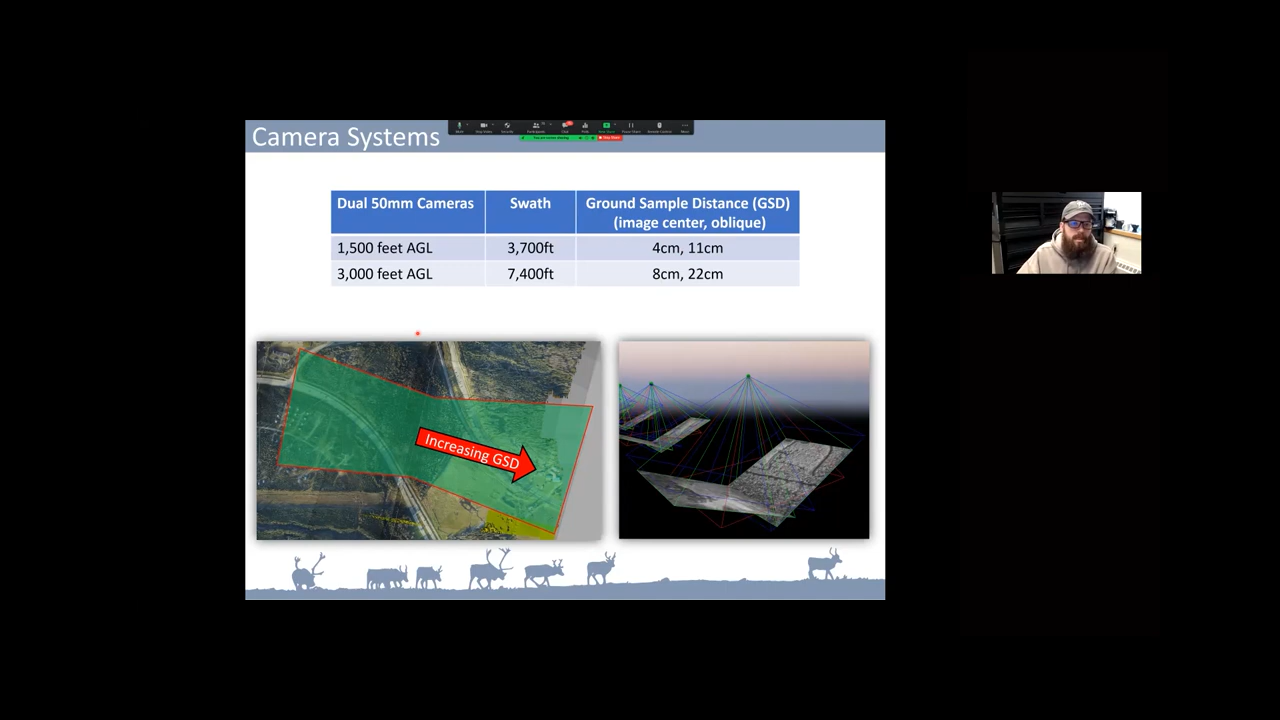 Camera Systems
Dual 50mm Cameras Swath Ground Sample Distance (GSD)
(image center, oblique)
1,500 feet AGL 3,700ft 4cm, 11cm
3,000 feet AGL 7,400ft 8cm, 22cm
Increasing GSD